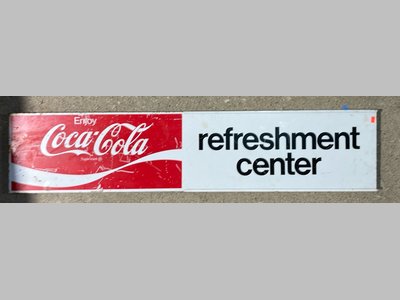 Enjoy
Coca-Cola
refreshment
center